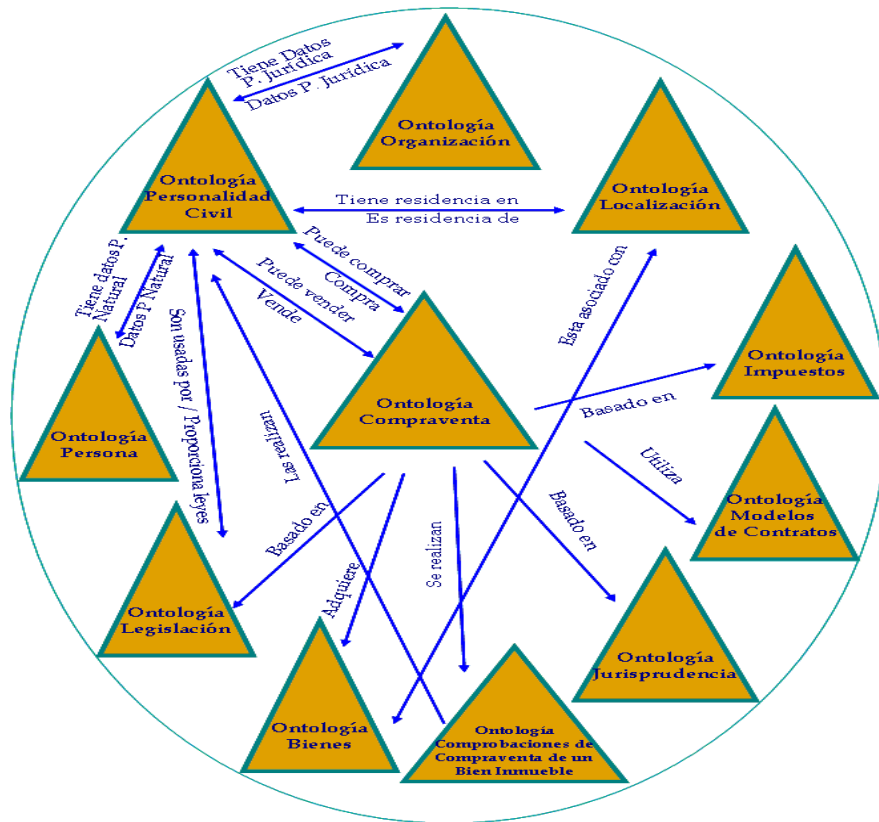 Tiene Datos
P. Jurídica
Datos P. Jurídica
Ontología
Organización
Ontología
Personalidad
Civil
Tiene residencia en
Es residencia de
Ontología
Localización
Puede comprar
Compra
Puede vender
Vende
Tiene datos P.
Natural
Datos P Natural
Son usadas por / Proporciona leyes
Esta asociado con
Ontología
Persona
Ontología
Compraventa
Ontología
Impuestos
Basado en
Utiliza
Ontología
Modelos
de Contratos
Las realizan
Basado en
Adquiere
Se realizan
Basado en
Ontología
Legislación
Ontología
Bienes
Ontología
Comprobaciones de
Compraventa de un
Bien Inmueble
Ontología
Jurisprudencia